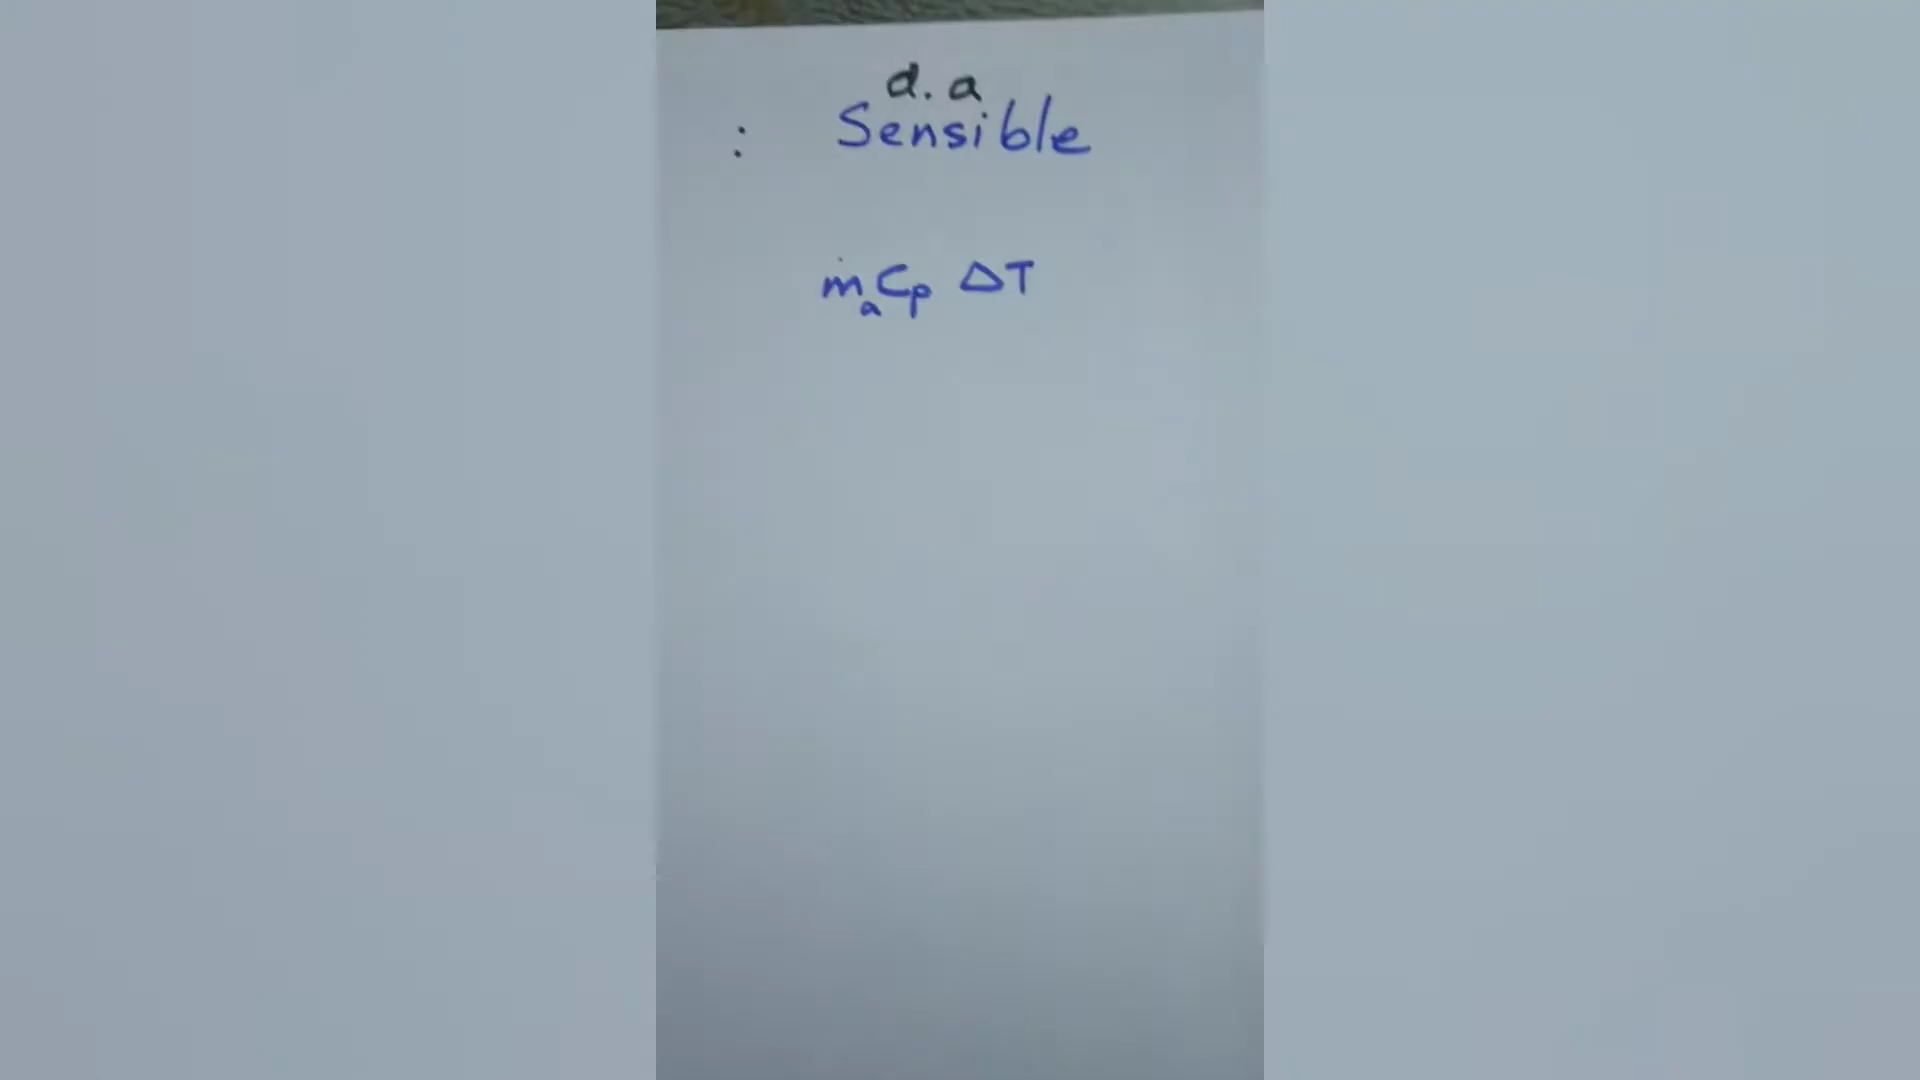 d. a
: Sensible
ṁₐCₚ ΔT